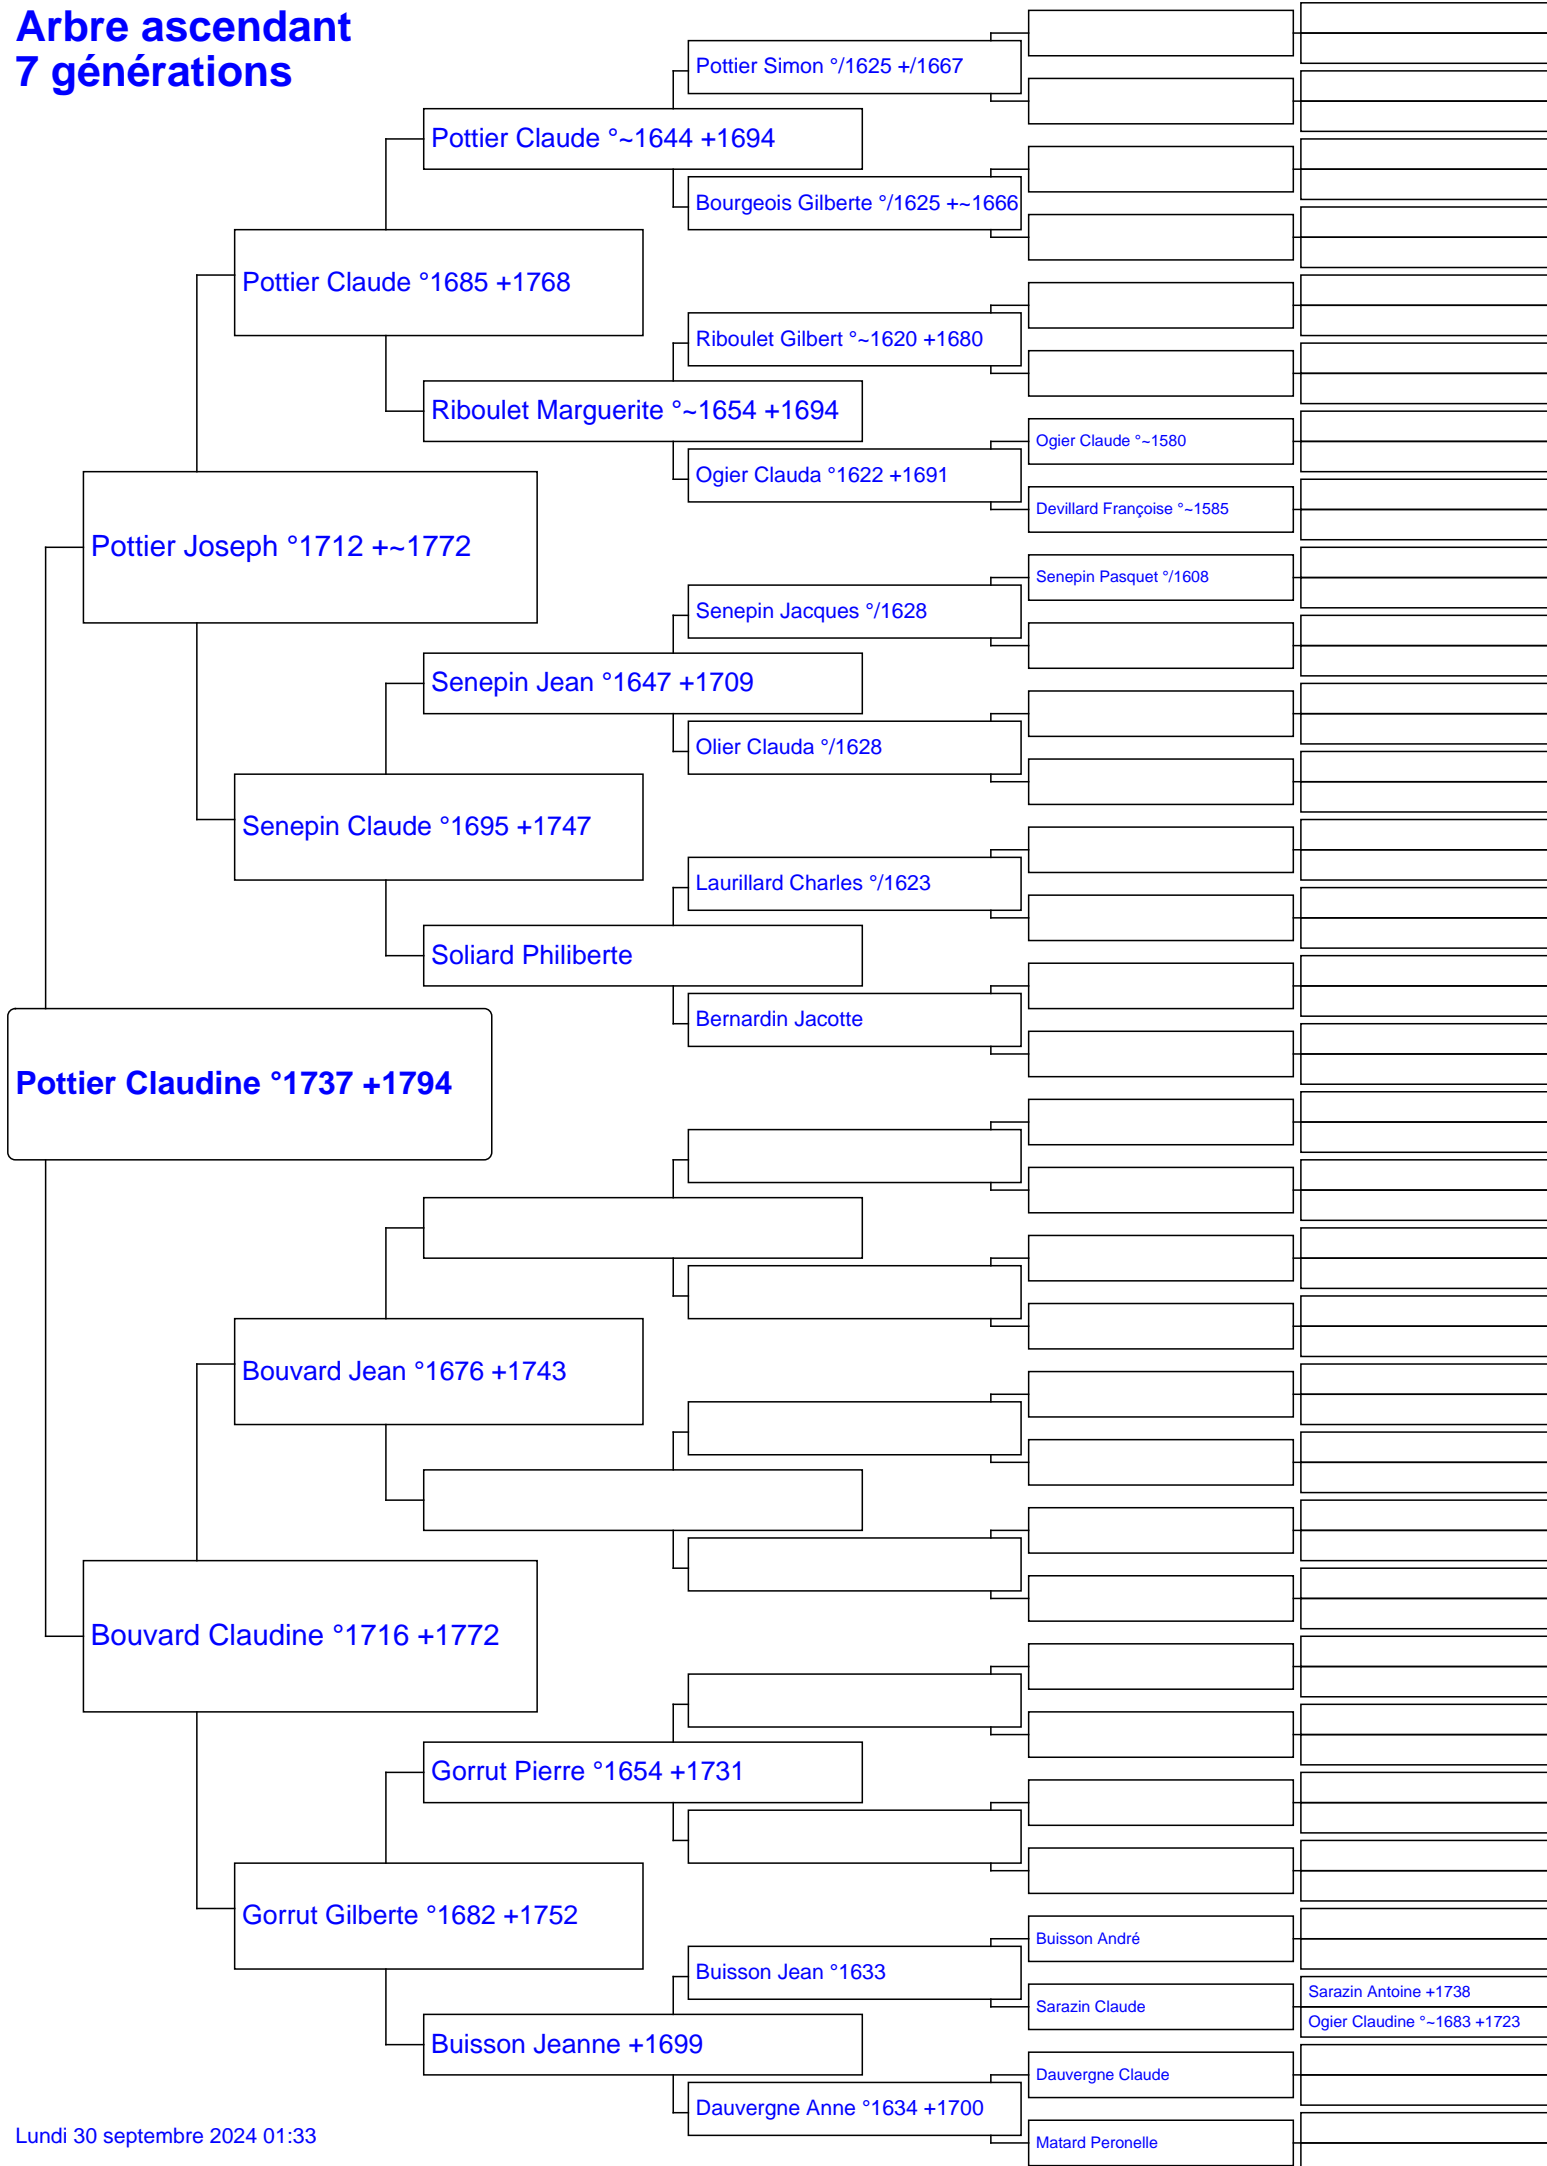 Arbre ascendant
7 générations
Pottier Simon °/1625 +/1667
Pottier Claude °~1644 +1694
Bourgeois Gilberte °/1625 +~1666
Pottier Claude °1685 +1768
Riboulet Gilbert °~1620 +1680
Riboulet Marguerite °~1654 +1694
Ogier Claude °~1580
Ogier Clauda °1622 +1691
Devillard Françoise °~1585
Pottier Joseph °1712 +~1772
Senepin Pasquet °/1608
Senepin Jacques °/1628
Senepin Jean °1647 +1709
Olier Clauda °/1628
Senepin Claude °1695 +1747
Laurillard Charles °/1623
Soliard Philiberte
Bernardin Jacotte
Pottier Claudine °1737 +1794
Bouvard Jean °1676 +1743
Bouvard Claudine °1716 +1772
Gorrut Pierre °1654 +1731
Gorrut Gilberte °1682 +1752
Buisson André
Buisson Jean °1633
Sarazin Antoine +1738
Sarazin Claude
Ogier Claudine °~1683 +1723
Buisson Jeanne +1699
Dauvergne Claude
Dauvergne Anne °1634 +1700
Matard Peronelle
Lundi 30 septembre 2024 01:33